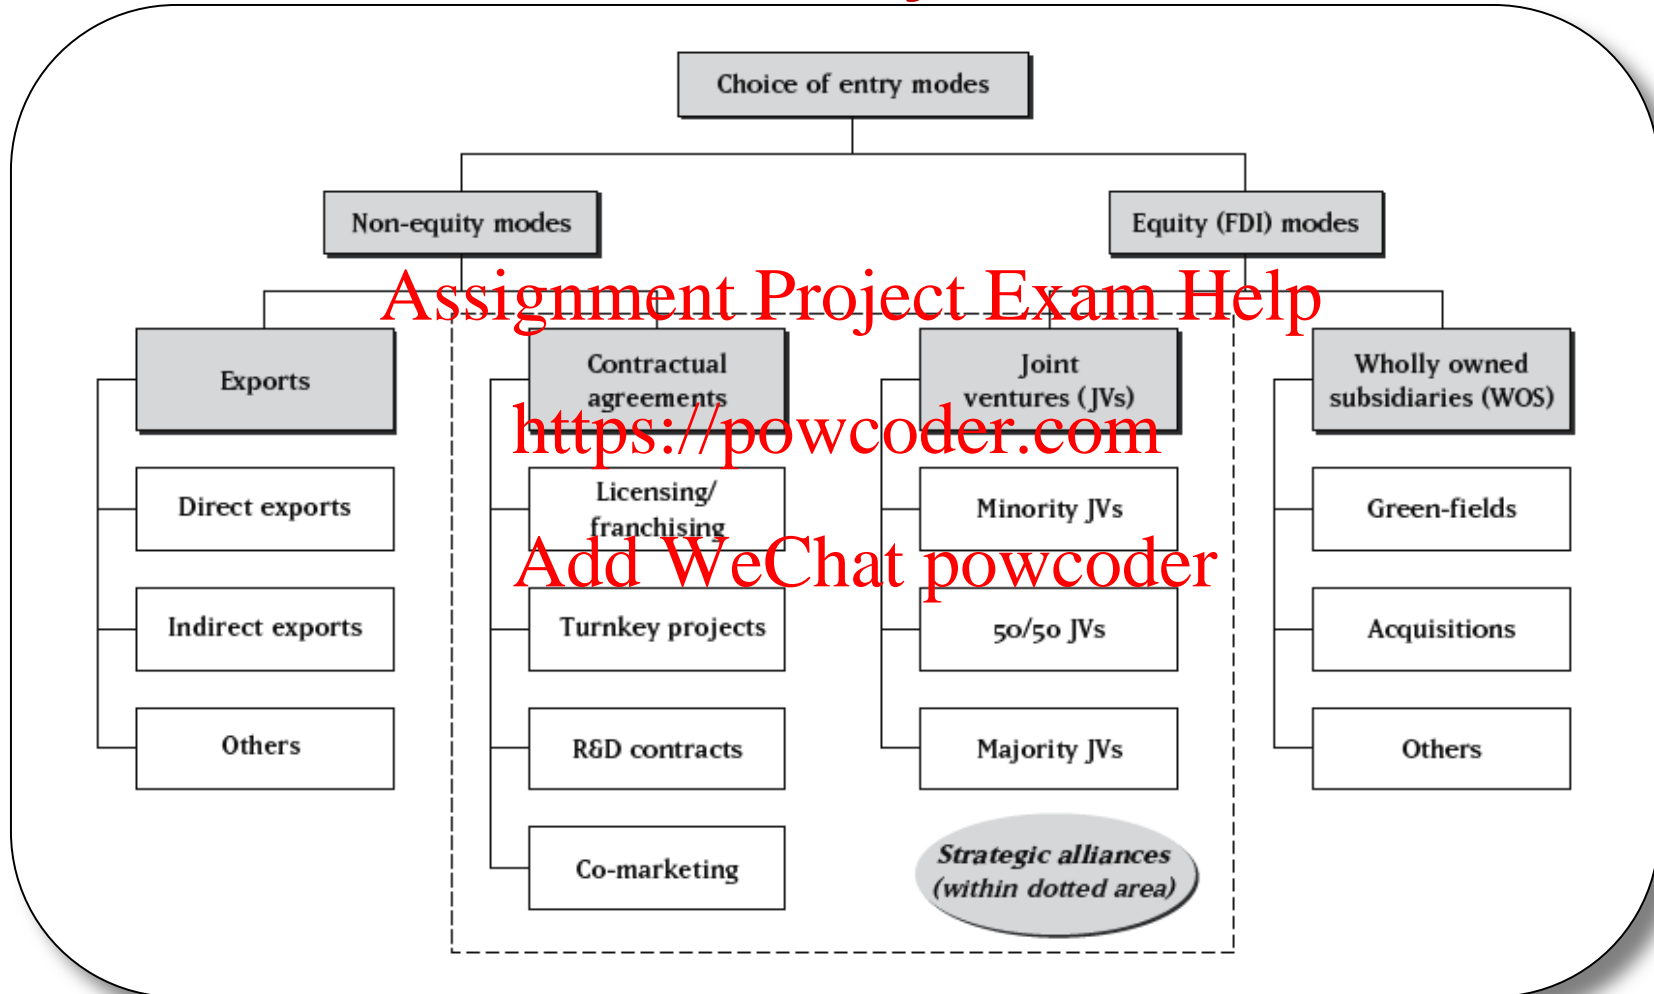 Choice of entry modes
Non-equity modes
Equity (FDI) modes
Assignment Project Exam Help
Exports
Contractual
agreements
Joint
ventures (JVs)
Wholly owned
subsidiaries (WOS)
https://powcoder.com
Direct exports
Licensing/
franchising
Minority JVs
Green-fields
Add WeChat powcoder
Indirect exports
Turnkey projects
50/50 JVs
Acquisitions
Others
R&D contracts
Majority JVs
Others
Co-marketing
Strategic alliances
(within dotted area)